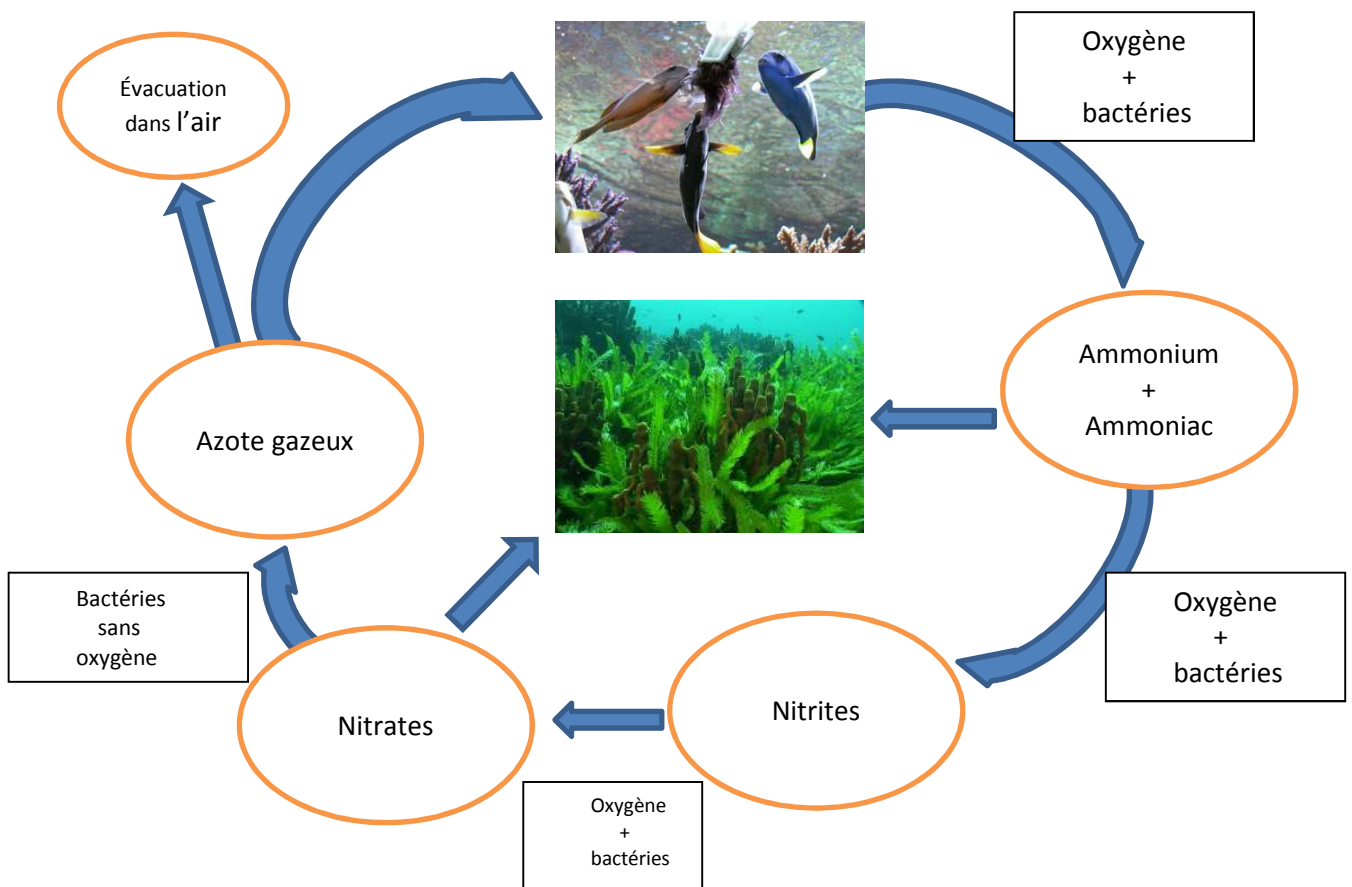 Évacuation
dans l'air
Oxygène
+
bactéries
Ammonium
+
Ammoniac
Azote gazeux
Bactéries
sans
oxygène
Oxygène
+
bactéries
Nitrates
Nitrites
Oxygène
+
bactéries